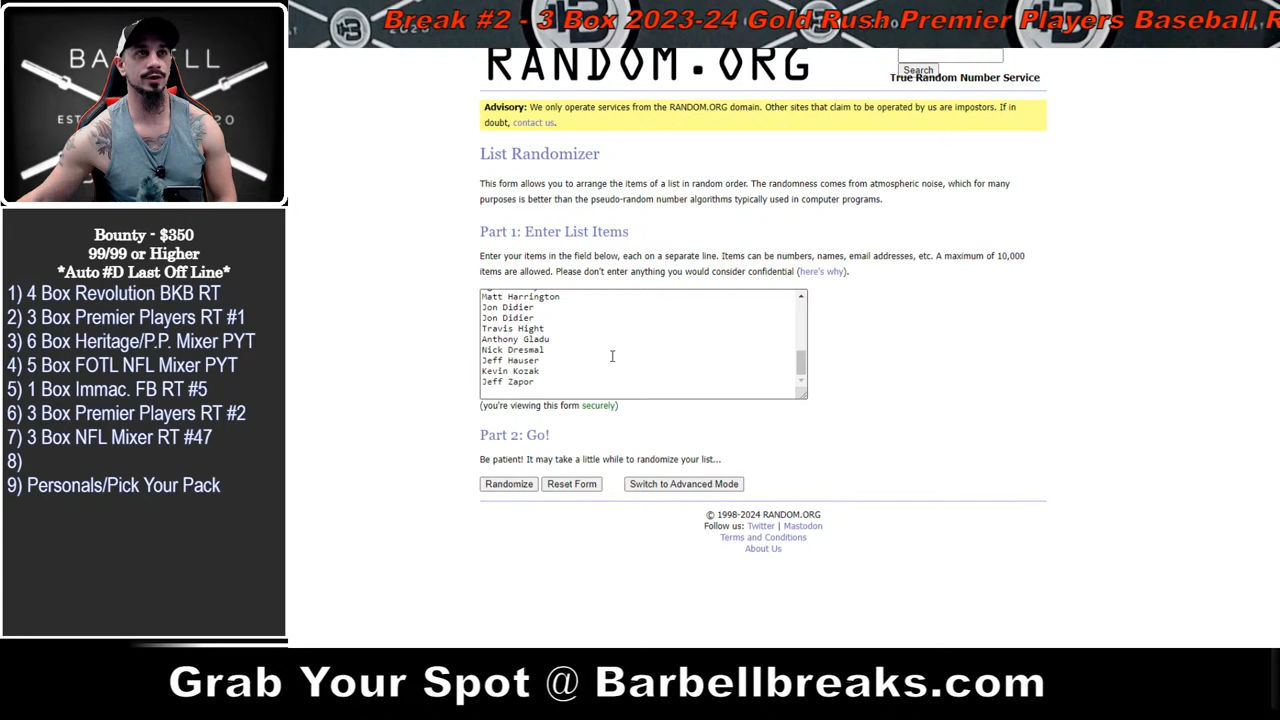 Break #2 - 3 Box 2023-24 Gold Rush Premier Players Baseball
BARBELL
RANDOM.ORG
Search
True Random Number Service
Advisory: We only operate services from the RANDOM.ORG domain. Other sites that claim to be operated by us are impostors. If in
doubt, contact us.
List Randomizer
This form allows you to arrange the items of a list in random order. The randomness comes from atmospheric noise, which for many
purposes is better than the pseudo-random number algorithms typically used in computer programs.
Part 1: Enter List Items
Enter your items in the field below, each on a separate line. Items can be numbers, names, email addresses, etc. A maximum of 10,000
items are allowed. Please don't enter anything you would consider confidential (here's why).
Matt Harrington
Jon Didier
Jon Didier
Travis Hight
Anthony Gladu
Nick Dresmal
Jeff Hauser
Kevin Kozak
Jeff Zapor
(you're viewing this form securely)
Part 2: Go!
Be patient! It may take a little while to randomize your list...
Randomize
Reset Form
Switch to Advanced Mode
© 1998-2024 RANDOM.ORG
Follow us: Twitter | Mastodon
Terms and Conditions
About Us
Bounty - $350
99/99 or Higher
*Auto #D Last Off Line*
1) 4 Box Revolution BKB RT
2) 3 Box Premier Players RT #1
3) 6 Box Heritage/P.P. Mixer PYT
4) 5 Box FOTL NFL Mixer PYT
5) 1 Box Immac. FB RT #5
6) 3 Box Premier Players RT #2
7) 3 Box NFL Mixer RT #47
8)
9) Personals/Pick Your Pack
Grab Your Spot @ Barbellbreaks.com